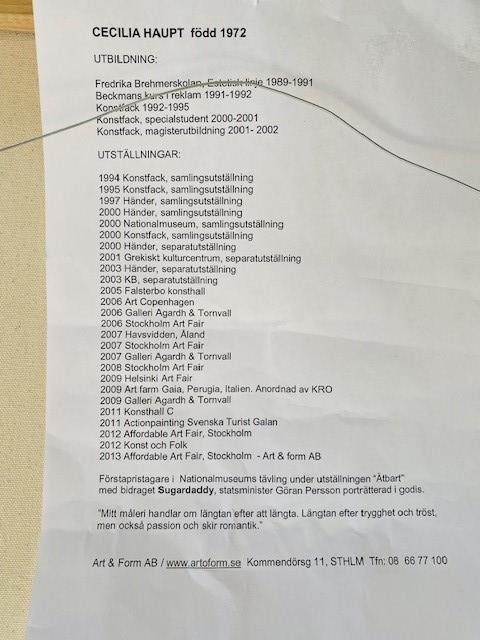 CECILIA HAUPT född 1972
UTBILDNING:
Fredrika Brehmerskolan, Estetisk linje 1989-1991
Beckmans kurs i reklam 1991-1992
Konstfack 1992-1995
Konstfack, specialstudent 2000-2001
Konstfack, magisterutbildning 2001- 2002
UTSTÄLLNINGAR:
1994 Konstfack, samlingsutställning
1995 Konstfack, samlingsutställning
1997 Händer, samlingsutställning
2000 Händer, samlingsutställning
2000 Nationalmuseum, samlingsutställning
2000 Konstfack, samlingsutställning
2000 Händer, separatutställning
2001 Grekiskt kulturcentrum, separatutställning
2003 Händer, separatutställning
2003 KB, separatutställning
2005 Falsterbo konsthall
2006 Art Copenhagen
2006 Galleri Agardh & Tornvall
2006 Stockholm Art Fair
2007 Havsvidden, Åland
2007 Stockholm Art Fair
2007 Galleri Agardh & Tornvall
2008 Stockholm Art Fair
2009 Helsinki Art Fair
2009 Art farm Gaia, Perugia, Italien. Anordnad av KRO
2009 Galleri Agardh & Tornvall
2011 Konsthall C
2011 Actionpainting Svenska Turist Galan
2012 Affordable Art Fair, Stockholm
2012 Konst och Folk
2013 Affordable Art Fair, Stockholm - Art & form AB
Förstapristagare i Nationalmuseums tävling under utställningen "Ätbart"
med bidraget Sugardaddy, statsminister Göran Persson porträtterad i godis.
"Mitt måleri handlar om längtan efter att längta. Längtan efter trygghet och tröst,
men också passion och skir romantik."
Art & Form AB / www.artoform.se Kommendörsg 11, STHLM Tfn: 08 66 77 100